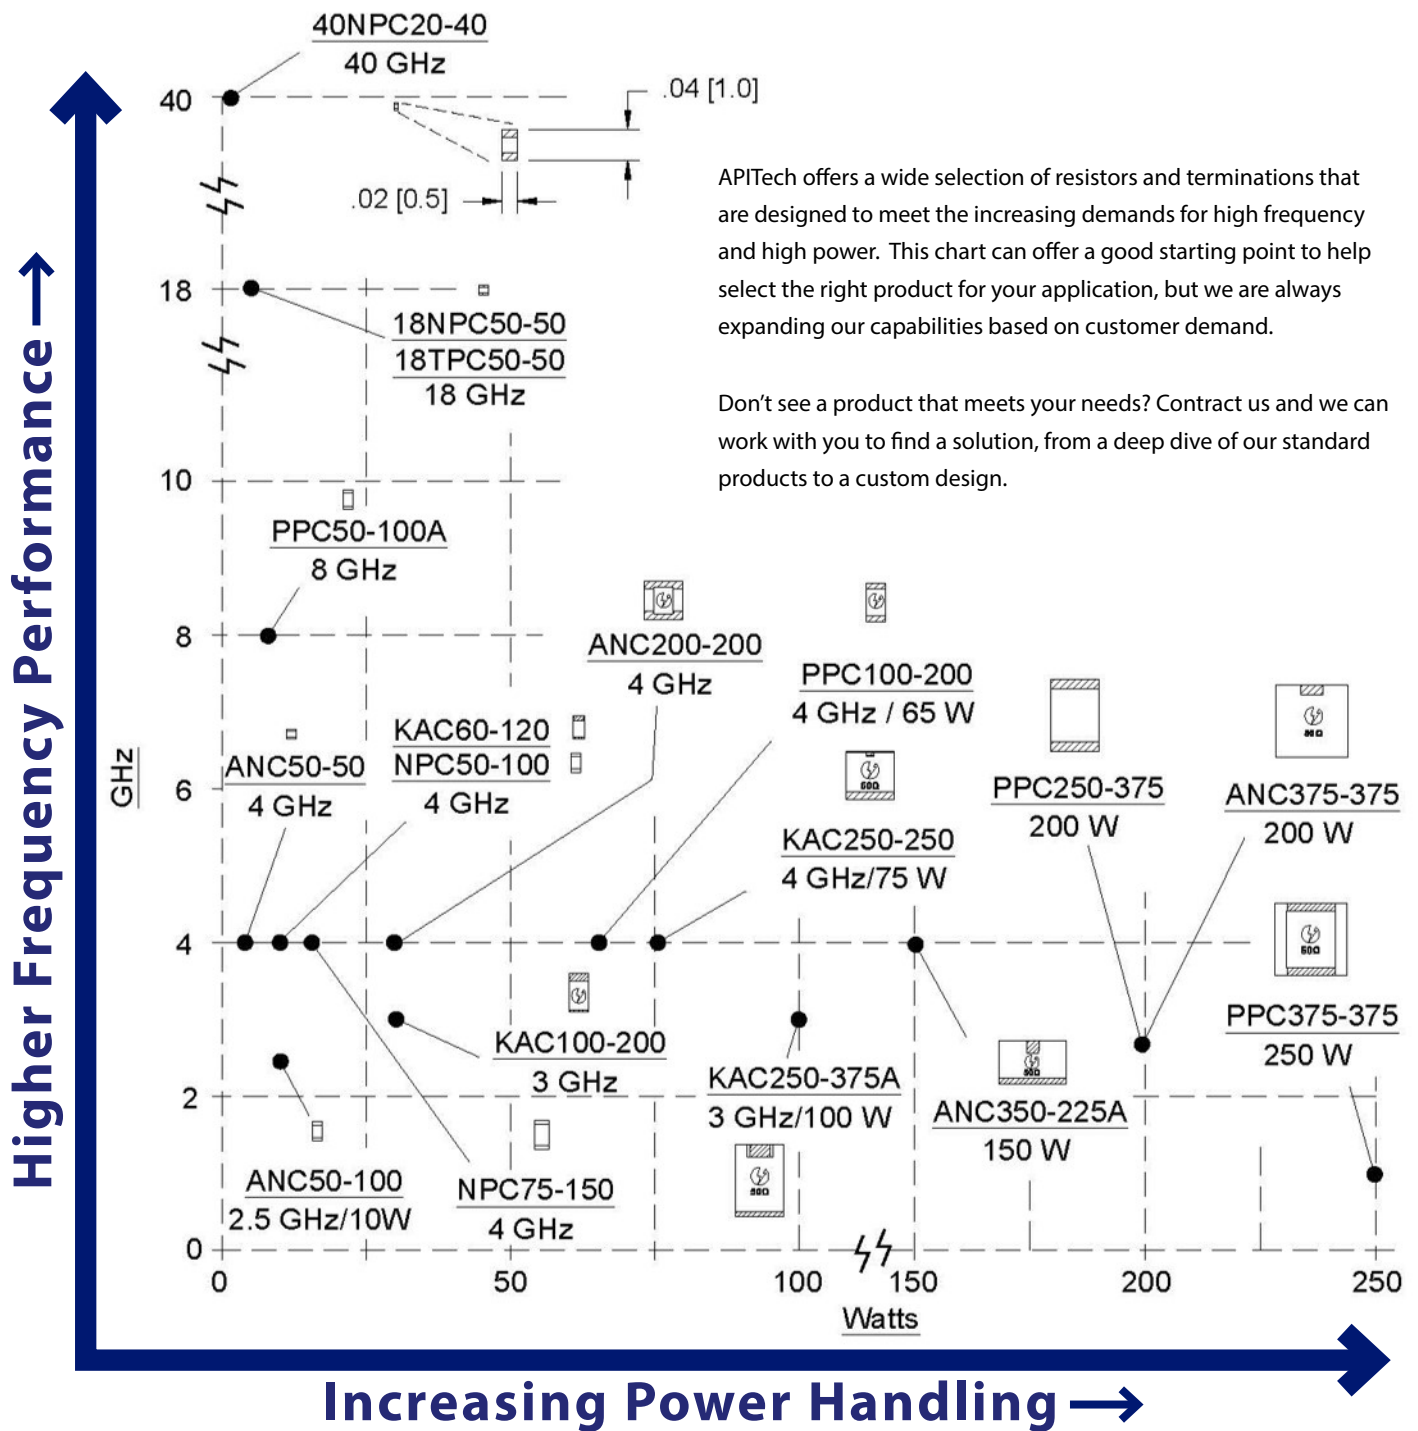 40NPC20-40
40 GHz
.04 [1.0]
40
.02 [0.5]
APITech offers a wide selection of resistors and terminations that
are designed to meet the increasing demands for high frequency
and high power. This chart can offer a good starting point to help
select the right product for your application, but we are always
expanding our capabilities based on customer demand.
Don't see a product that meets your needs? Contract us and we can
work with you to find a solution, from a deep dive of our standard
products to a custom design.
18
18NPC50-50
18TPC50-50
18 GHz
10
PPC50-100A
8 GHz
8
ANC200-200
4 GHz
PPC100-200
4 GHz / 65 W
KAC60-120
NPC50-100
4 GHz
ANC50-50
4 GHz
6
GHz
50Ω
KAC250-250
4 GHz/75 W
PPC250-375
200 W
ANC375-375
200 W
4
50Ω
PPC375-375
250 W
KAC100-200
3 GHz
KAC250-375A
3 GHz/100 W
50Ω
50Ω
ANC350-225A
150 W
2
ANC50-100
2.5 GHz/10W
NPC75-150
4 GHz
0
0
50
100
150
200
250
Watts
Higher Frequency Performance →
Increasing Power Handling →